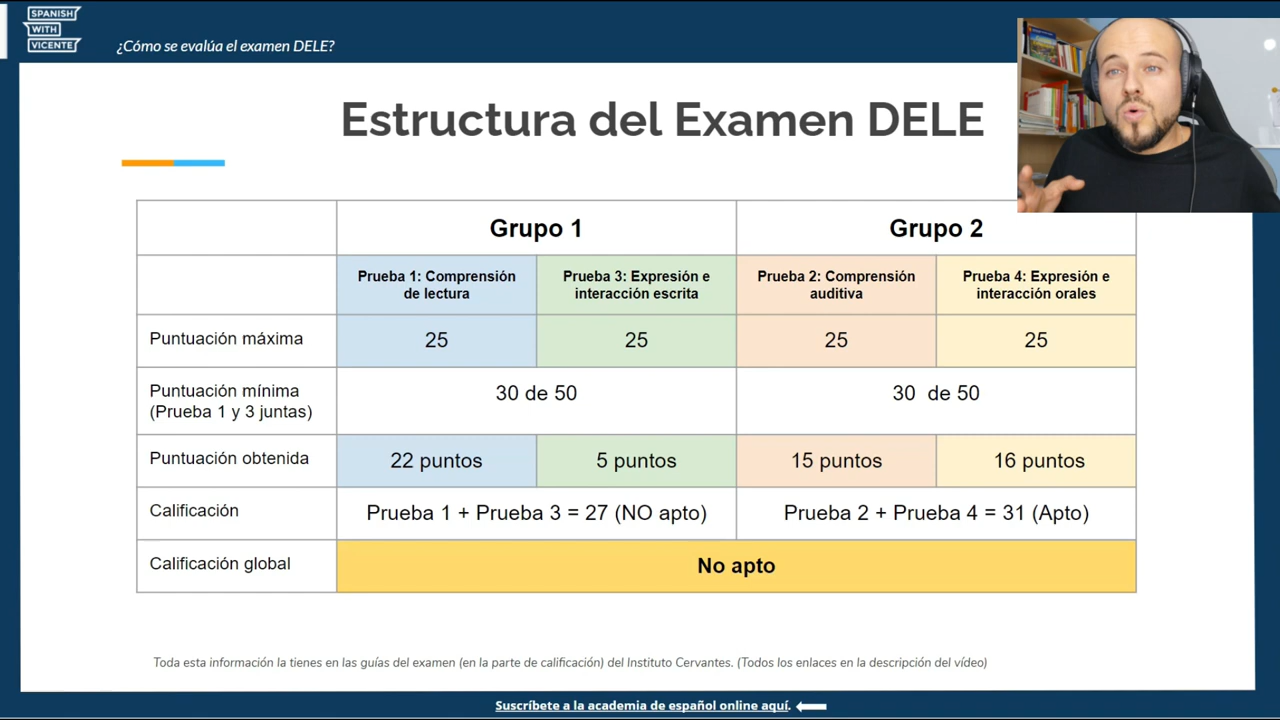 SPANISH
WITH
VICENTE
¿Cómo se evalúa el examen DELE?
Estructura del Examen DELE
Grupo 1
Grupo 2
Prueba 1: Comprensión
de lectura
Prueba 3: Expresión e
interacción escrita
Prueba 2: Comprensión
auditiva
Prueba 4: Expresión e
interacción orales
Puntuación máxima
25
25
25
25
Puntuación mínima
(Prueba 1 y 3 juntas)
30 de 50
30 de 50
Puntuación obtenida
22 puntos
5 puntos
15 puntos
16 puntos
Calificación
Prueba 1 + Prueba 3 = 27 (NO apto)
Prueba 2 + Prueba 4 = 31 (Apto)
Calificación global
No apto
Toda esta información la tienes en las guías del examen (en la parte de calificación) del Instituto Cervantes. (Todos los enlaces en la descripción del vídeo)
Suscríbete a la academia de español online aquí.